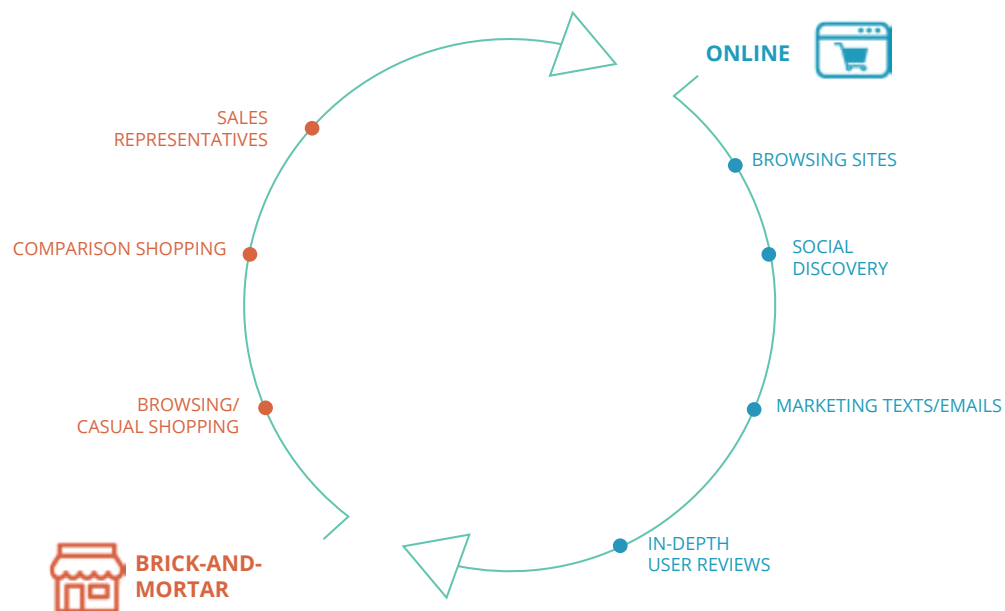 ONLINE
SALES
REPRESENTATIVES
BROWSING SITES
COMPARISON SHOPPING
SOCIAL
DISCOVERY
BROWSING/
CASUAL SHOPPING
MARKETING TEXTS/EMAILS
IN-DEPTH
USER REVIEWS
BRICK-AND-
MORTAR